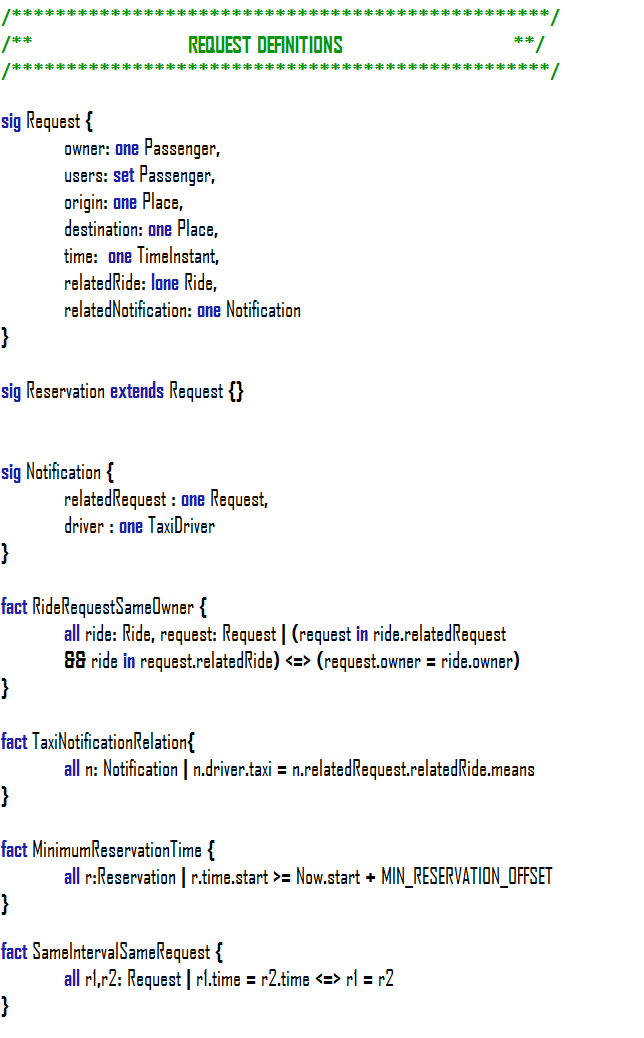 /*************************************************/
/** REQUEST DEFINITIONS **/
/*************************************************/
sig Request {
owner: one Passenger,
users: set Passenger,
origin: one Place,
destination: one Place,
time: one TimeInstant,
relatedRide: lone Ride,
relatedNotification: one Notification
}
sig Reservation extends Request {}
sig Notification {
relatedRequest : one Request,
driver : one TaxiDriver
}
fact RideRequestSameOwner {
all ride: Ride, request: Request | (request in ride.relatedRequest
&& ride in request.relatedRide) <=> (request.owner = ride.owner)
}
fact TaxiNotificationRelation{
all n: Notification | n.driver.taxi = n.relatedRequest.relatedRide.means
}
fact MinimumReservationTime {
all r:Reservation | r.time.start >= Now.start + MIN_RESERVATION_OFFSET
}
fact SameIntervalSameRequest {
all r1,r2: Request | r1.time = r2.time <=> r1 = r2
}